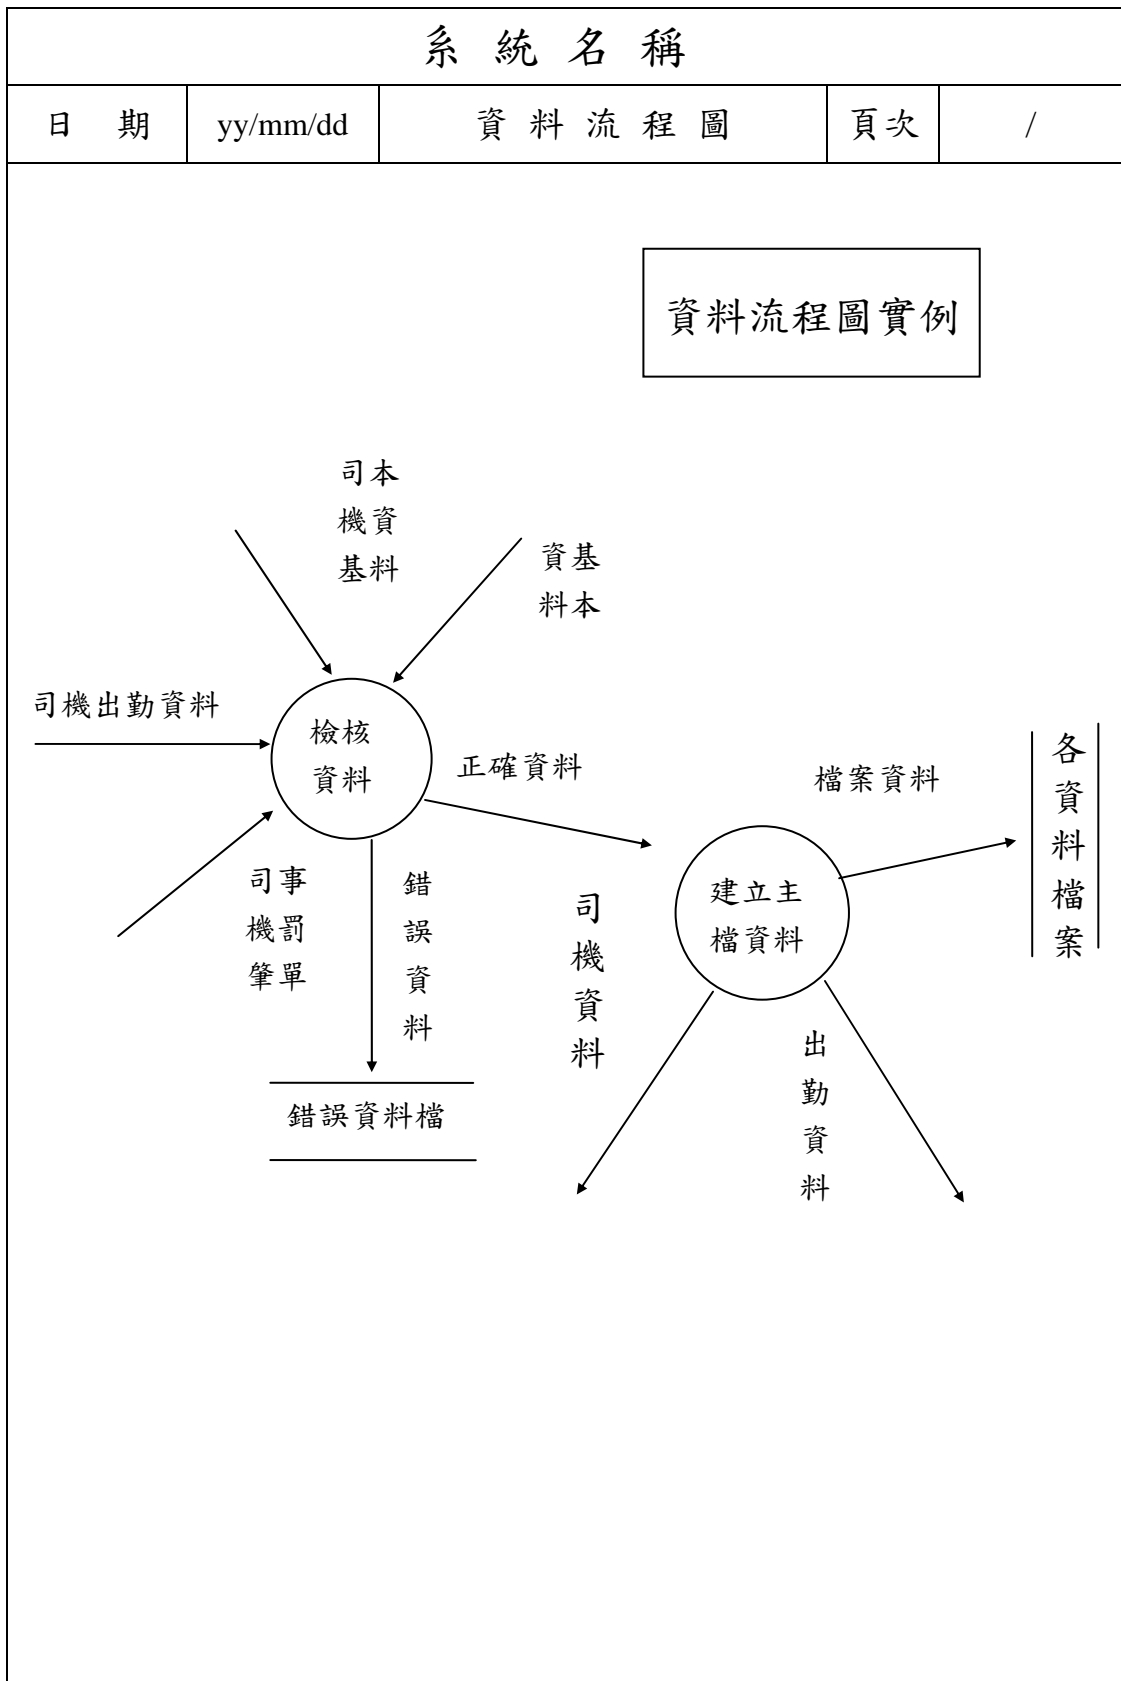 系統名稱
日 期 yy/mm/dd 資料流程圖 頁次 /
資料流程圖實例
司本
機資
基料
資基
料本
司機出勤資料
檢核
資料
正確資料
檔案資料
各資料檔案
司事
機罰
肇單
錯誤資料
司機資料
建立主
檔資料
出勤資料
錯誤資料檔